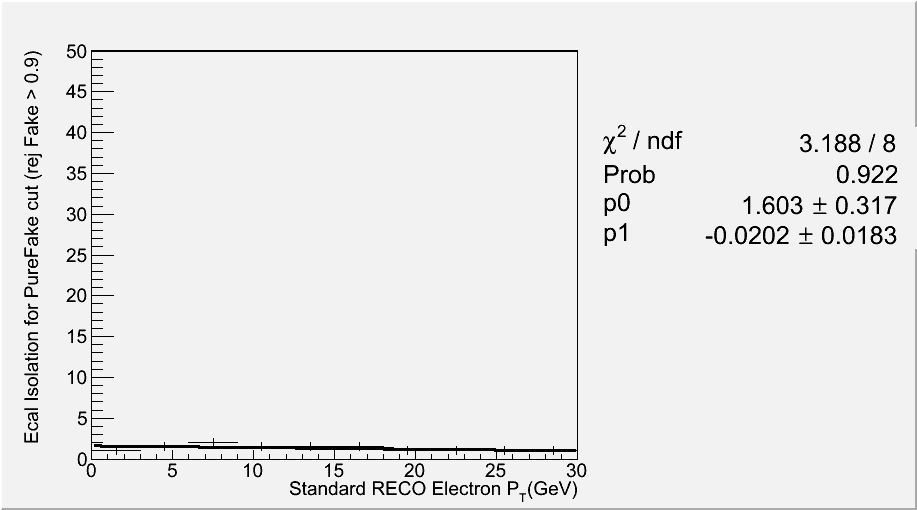 Ecal Isolation for PureFake cut (rej Fake > 0.9)
50
45
40
35
30
25
20
15
10
5
0
0 5 10 15 20 25 30
Standard RECO Electron P_T(GeV)
χ² / ndf 3.188 / 8
Prob 0.922
p0 1.603 ± 0.317
p1 -0.0202 ± 0.0183